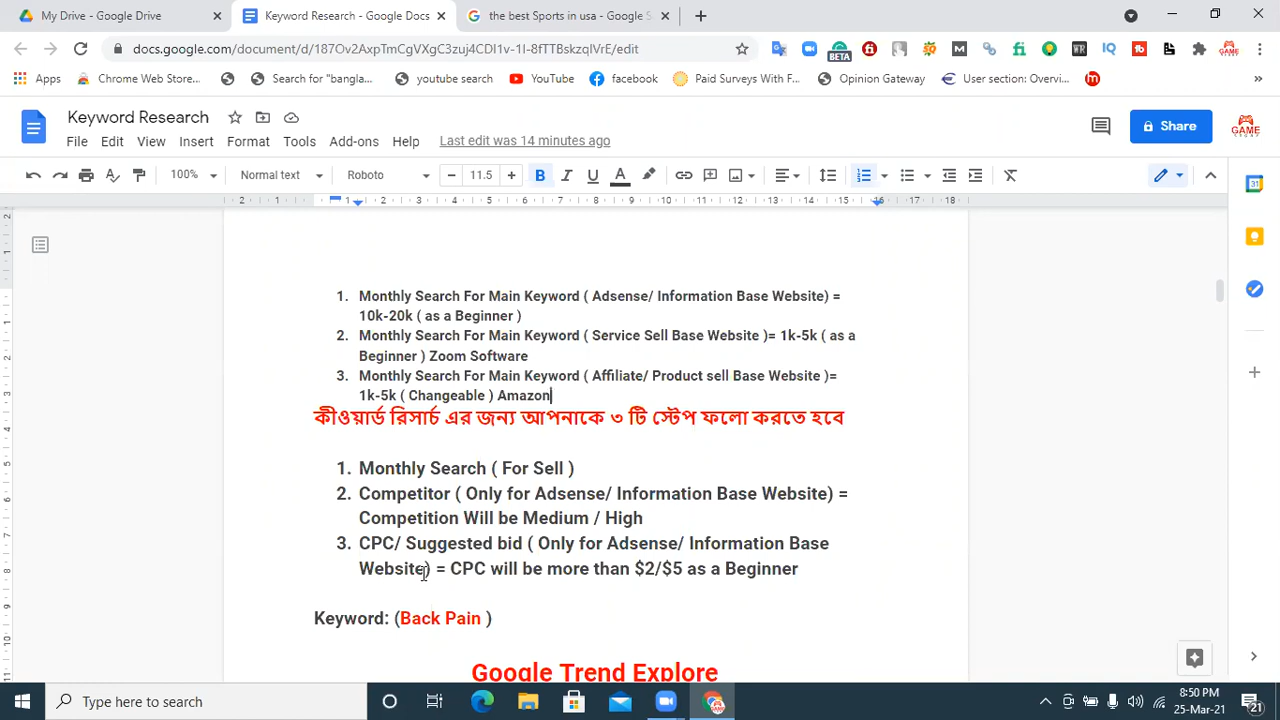 My Drive - Google Drive
Keyword Research - Google Docs
the best Sports in usa - Google S
docs.google.com/document/d/187Ov2AxpTmCgVXgC3zuj4CDI1v-1I-8fTTBskzqIVrE/edit
Apps Chrome Web Store... Search for "bangla... youtube search YouTube facebook Paid Surveys With F... Opinion Gateway User section: Overvi...
Keyword Research
File Edit View Insert Format Tools Add-ons Help Last edit was 14 minutes ago
Share
100% Normal text Roboto 11.5
1. Monthly Search For Main Keyword ( Adsense/ Information Base Website) =
10k-20k ( as a Beginner )
2. Monthly Search For Main Keyword ( Service Sell Base Website )= 1k-5k ( as a
Beginner ) Zoom Software
3. Monthly Search For Main Keyword ( Affiliate/ Product sell Base Website )=
1k-5k ( Changeable ) Amazon
কীওয়ার্ড রিসার্চ এর জন্য আপনাকে ৩ টি স্টেপ ফলো করতে হবে
1. Monthly Search ( For Sell )
2. Competitor ( Only for Adsense/ Information Base Website) =
Competition Will be Medium / High
3. CPC/ Suggested bid ( Only for Adsense/ Information Base
Website) = CPC will be more than $2/$5 as a Beginner
Keyword: (Back Pain )
Google Trend Explore
Type here to search
8:50 PM
25-Mar-21
21